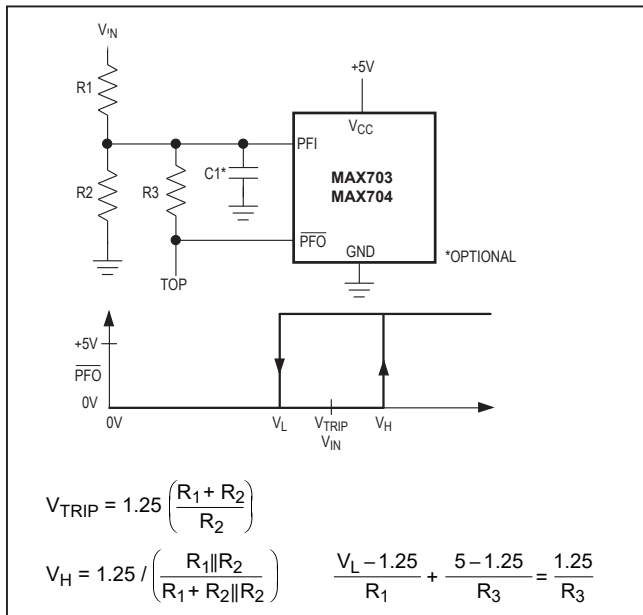 V_IN
+5V
R1
V_CC
PFI
C1*
MAX703
MAX704
R2
R3
P̅F̅O̅
GND
*OPTIONAL
TOP
+5V
P̅F̅O̅
0V
0V
V_L
V_TRIP
V_H
V_IN
V_TRIP = 1.25 ((R_1 + R_2) / R_2)
V_H = 1.25 / ((R_1||R_2) / (R_1 + R_2||R_2))
(V_L – 1.25) / R_1 + (5 – 1.25) / R_3 = 1.25 / R_3